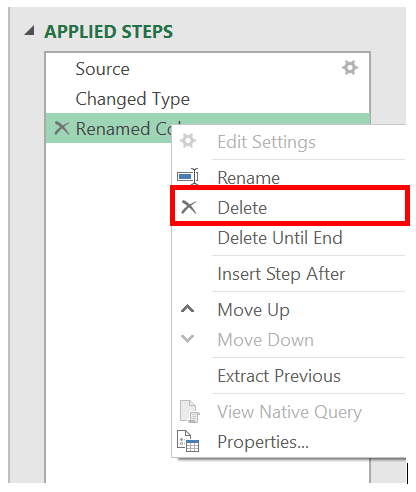 APPLIED STEPS
Source
Changed Type
Renamed Co
Edit Settings
Rename
Delete
Delete Until End
Insert Step After
Move Up
Move Down
Extract Previous
View Native Query
Properties...